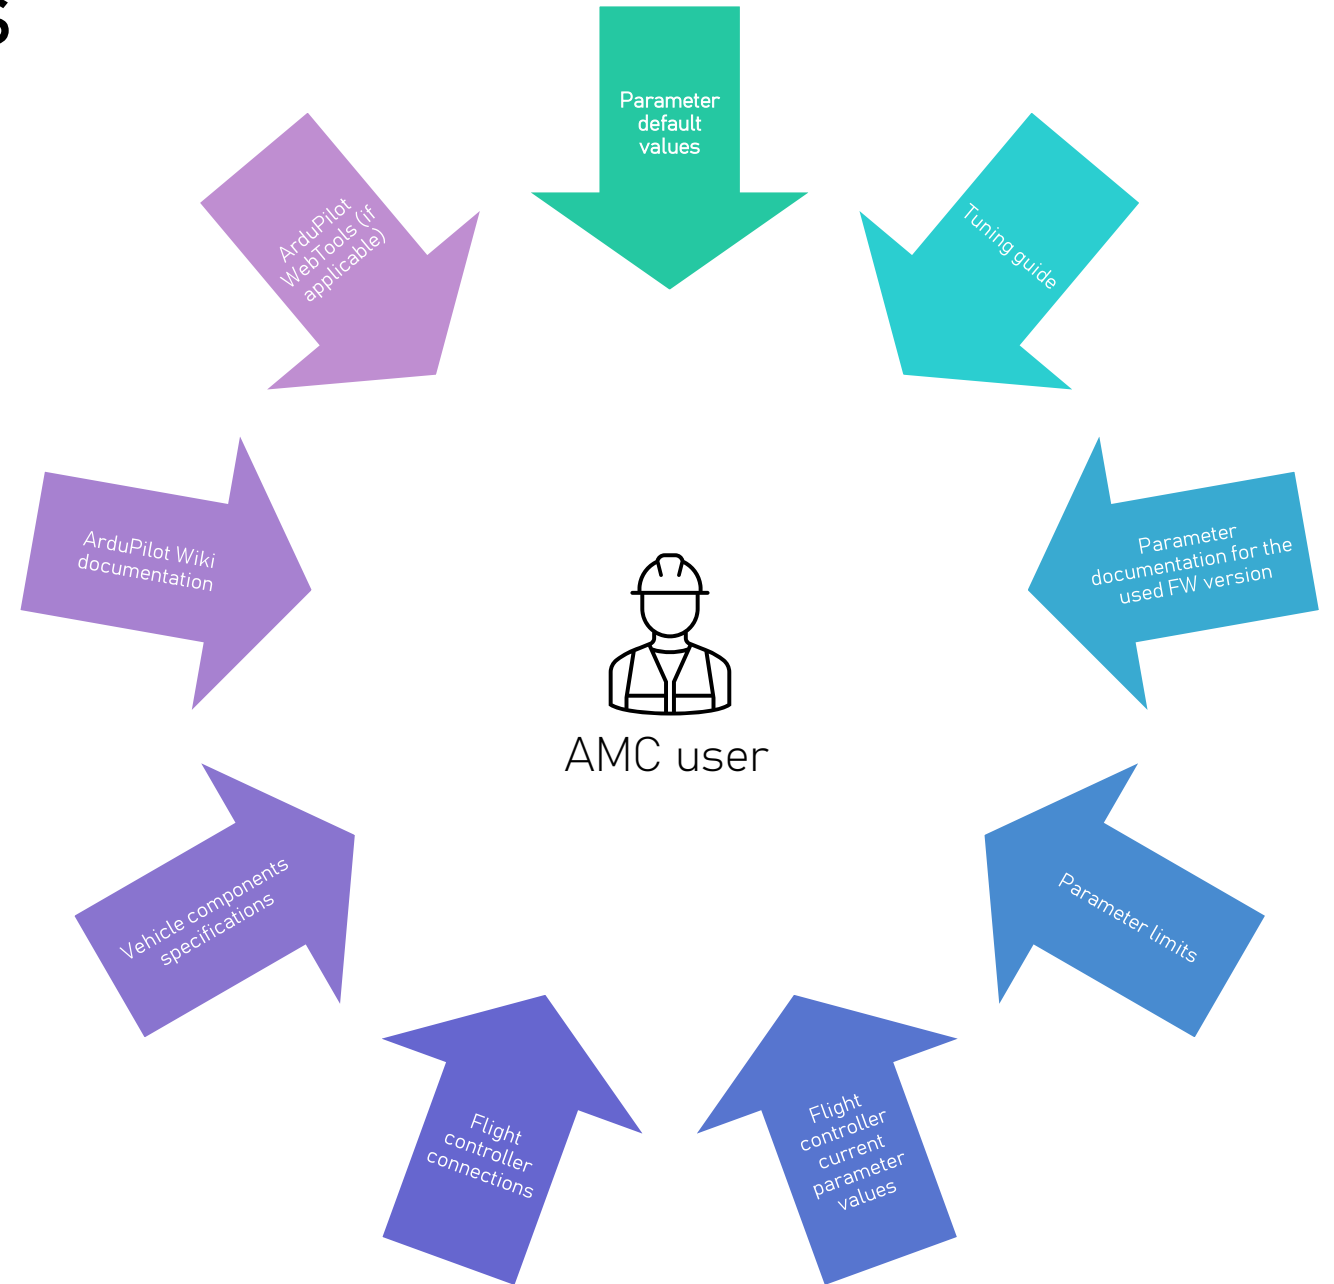 s
Parameter
default
values
Tuning guide
Parameter
documentation for the
used FW version
Parameter limits
Flight
controller
current
parameter
values
Flight
controller
connections
Vehicle components
specifications
ArduPilot Wiki
documentation
ArduPilot
WebTools (if
applicable)
AMC user